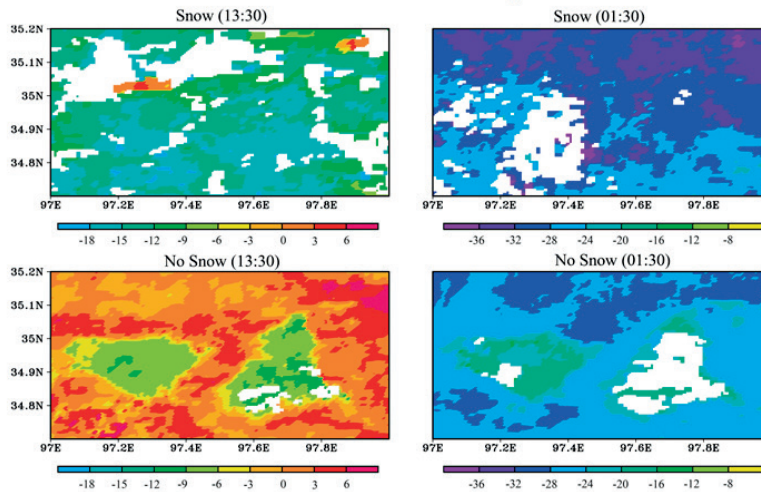 Snow (13:30)
Snow (01:30)
35.2N
35.1N
35N
34.9N
34.8N
97E 97.2E 97.4E 97.6E 97.8E
97E 97.2E 97.4E 97.8E
-18 -15 -12 -9 -6 -3 0 3 6
-36 -32 -28 -24 -20 -16 -12 -8
No Snow (13:30)
No Snow (01:30)
35.2N
35.1N
35N
34.9N
34.8N
97E 97.2E 97.4E 97.6E 97.8E
97E 97.2E 97.4E 97.6E 97.8E
-18 -15 -12 -9 -6 -3 0 3 6
-36 -32 -28 -24 -20 -16 -12 -8